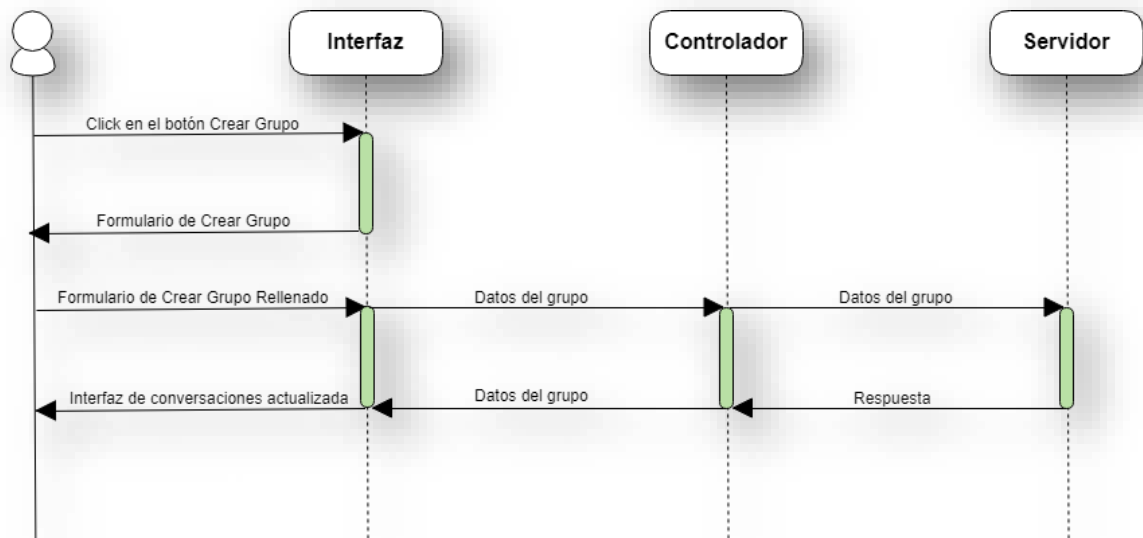 Interfaz
Controlador
Servidor
Click en el botón Crear Grupo
Formulario de Crear Grupo
Formulario de Crear Grupo Rellenado
Datos del grupo
Datos del grupo
Interfaz de conversaciones actualizada
Datos del grupo
Respuesta